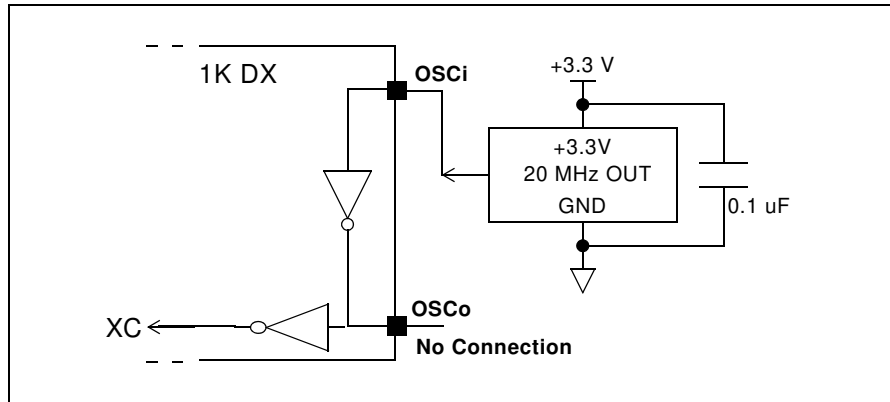 1K DX
OSCi
+3.3 V
+3.3V
20 MHz OUT
GND
0.1 uF
OSCo
XC
No Connection